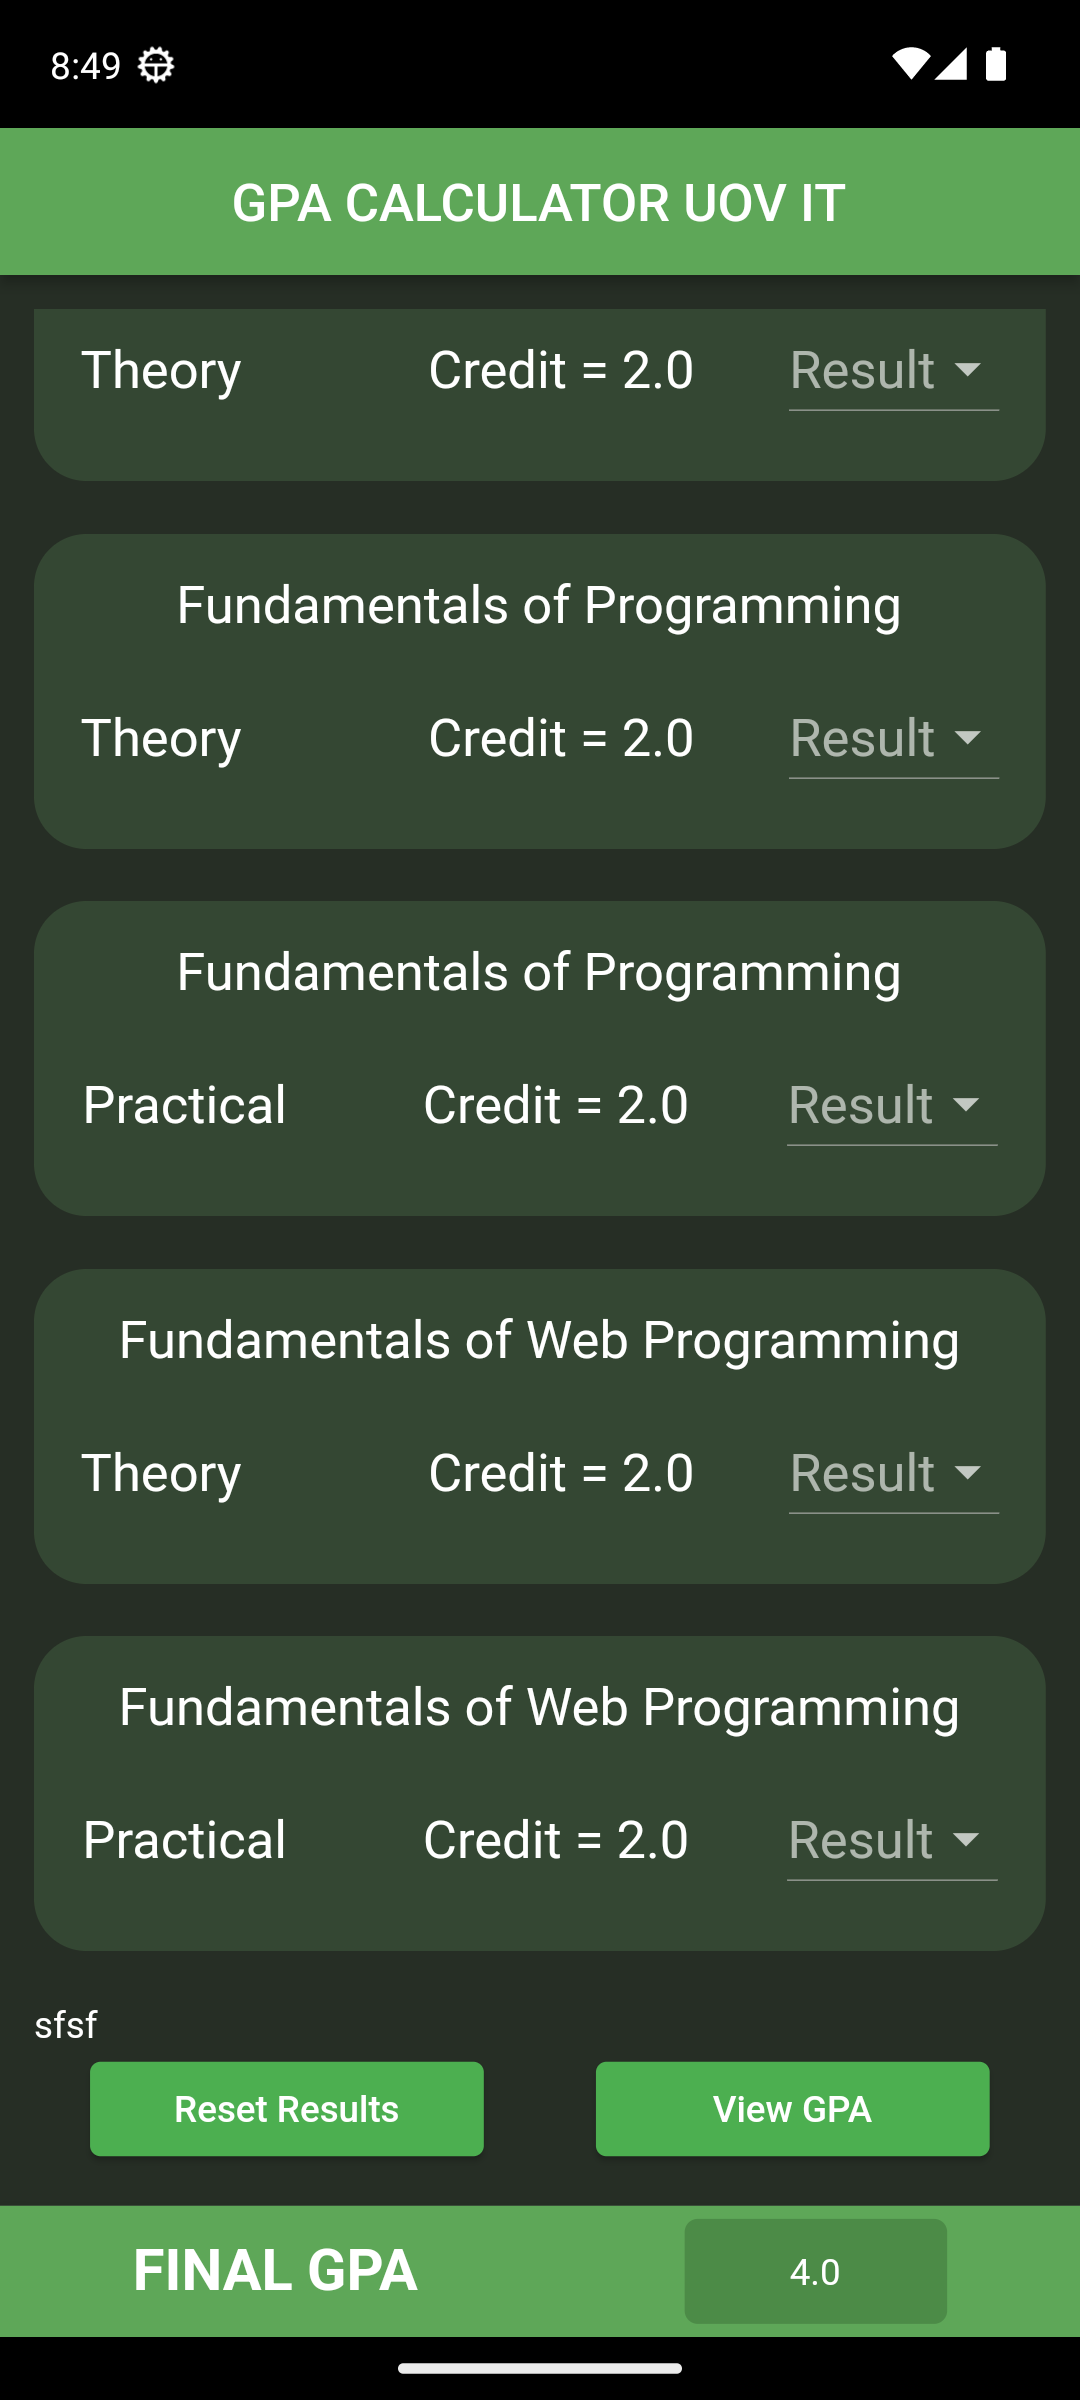 8:49
GPA CALCULATOR UOV IT
Theory Credit = 2.0 Result
Fundamentals of Programming
Theory Credit = 2.0 Result
Fundamentals of Programming
Practical Credit = 2.0 Result
Fundamentals of Web Programming
Theory Credit = 2.0 Result
Fundamentals of Web Programming
Practical Credit = 2.0 Result
sfsf
Reset Results View GPA
FINAL GPA 4.0